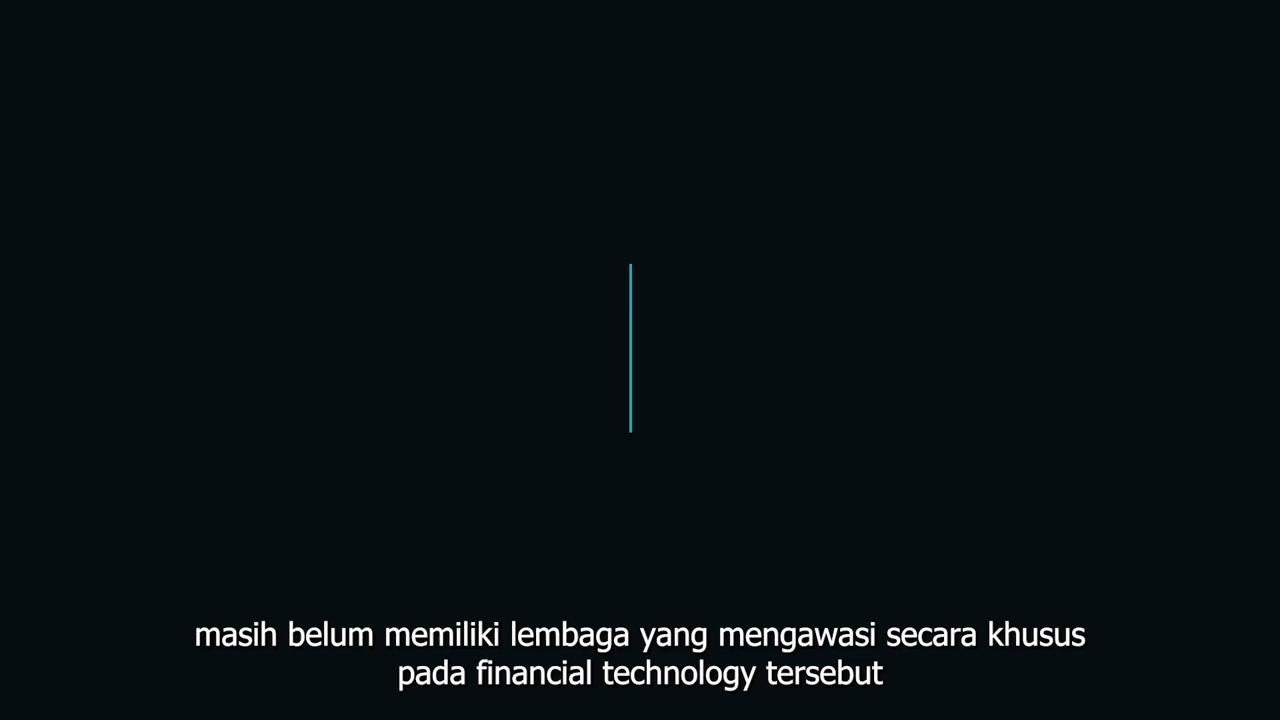 masih belum memiliki lembaga yang mengawasi secara khusus
pada financial technology tersebut